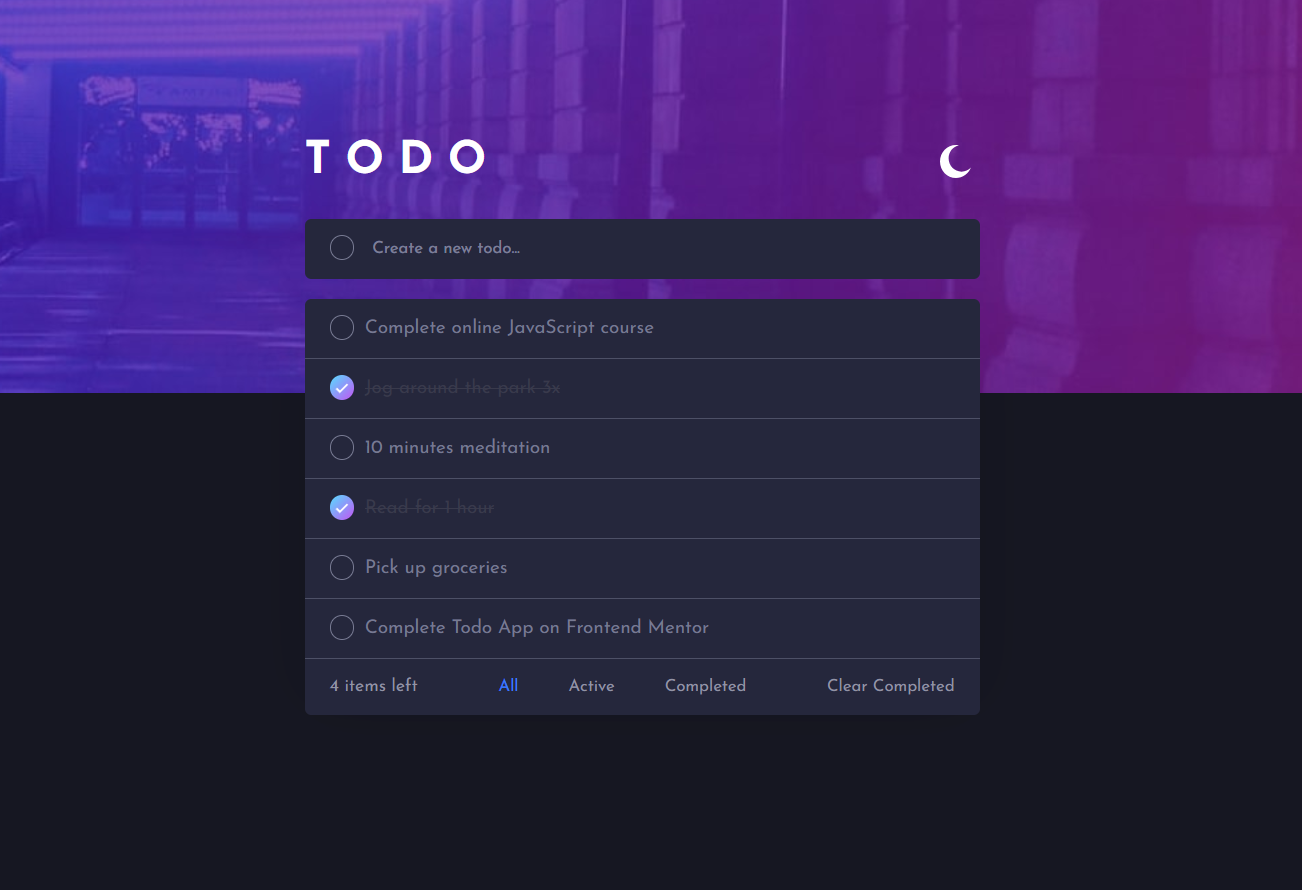 TODO
Create a new todo...
Complete online JavaScript course
Jog around the park 3x
10 minutes meditation
Read for 1 hour
Pick up groceries
Complete Todo App on Frontend Mentor
4 items left All Active Completed Clear Completed